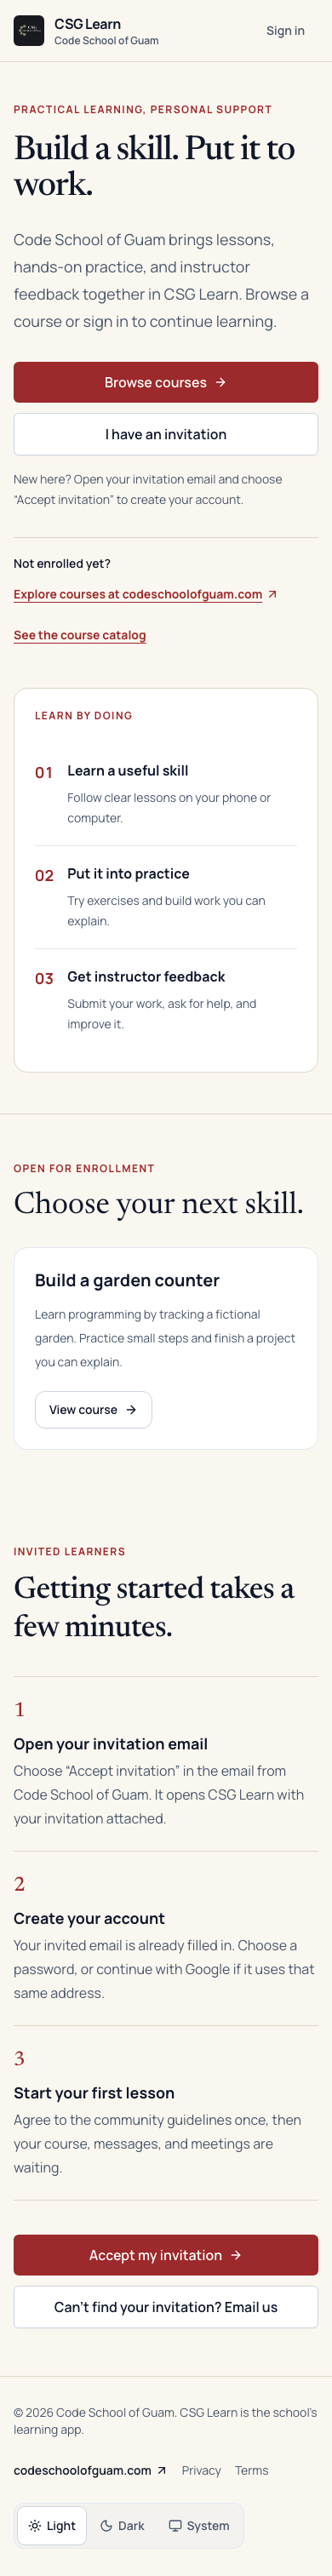 CSG Learn
Code School of Guam
Sign in
PRACTICAL LEARNING, PERSONAL SUPPORT
Build a skill. Put it to
work.
Code School of Guam brings lessons,
hands-on practice, and instructor
feedback together in CSG Learn. Browse a
course or sign in to continue learning.
Browse courses →
I have an invitation
New here? Open your invitation email and choose
“Accept invitation” to create your account.
Not enrolled yet?
Explore courses at codeschoolofguam.com ↗
See the course catalog
LEARN BY DOING
01 Learn a useful skill
Follow clear lessons on your phone or
computer.
02 Put it into practice
Try exercises and build work you can
explain.
03 Get instructor feedback
Submit your work, ask for help, and
improve it.
OPEN FOR ENROLLMENT
Choose your next skill.
Build a garden counter
Learn programming by tracking a fictional
garden. Practice small steps and finish a project
you can explain.
View course →
INVITED LEARNERS
Getting started takes a
few minutes.
1
Open your invitation email
Choose “Accept invitation” in the email from
Code School of Guam. It opens CSG Learn with
your invitation attached.
2
Create your account
Your invited email is already filled in. Choose a
password, or continue with Google if it uses that
same address.
3
Start your first lesson
Agree to the community guidelines once, then
your course, messages, and meetings are
waiting.
Accept my invitation →
Can’t find your invitation? Email us
© 2026 Code School of Guam. CSG Learn is the school’s
learning app.
codeschoolofguam.com ↗ Privacy Terms
Light Dark System